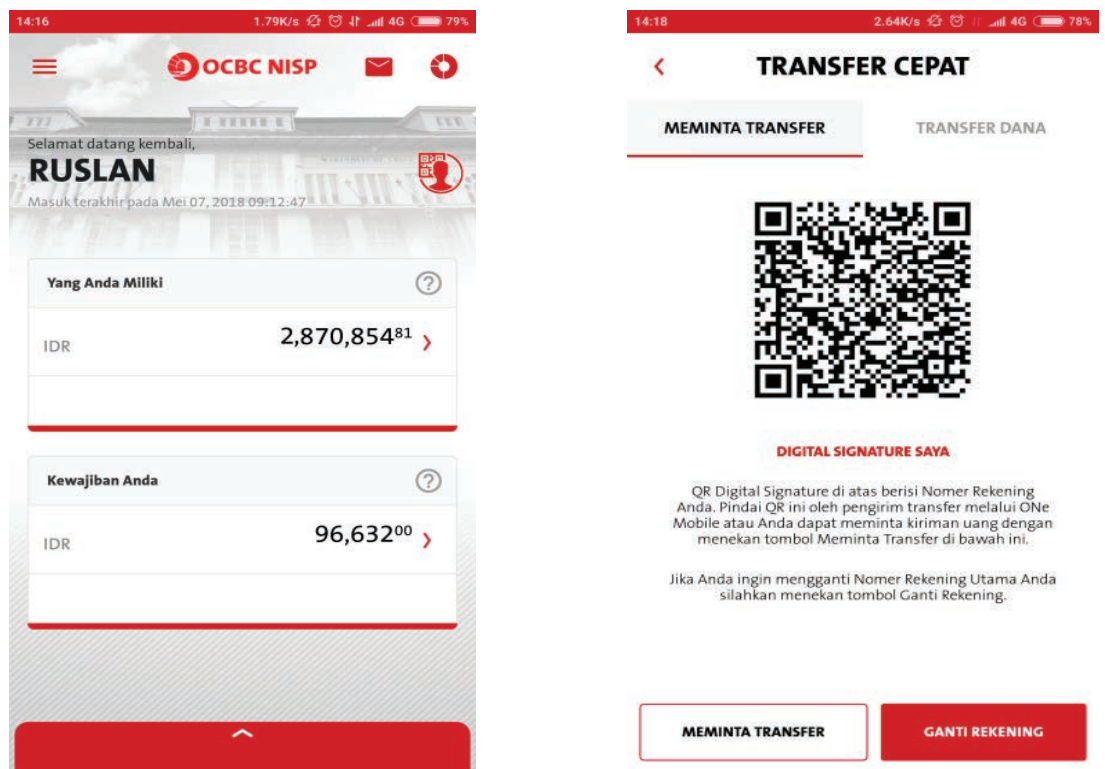 14:16 1.79K/s 4G 79%
OCBC NISP
Selamat datang kembali,
RUSLAN
Masuk terakhir pada Mei 07, 2018 09:12:47
Yang Anda Miliki
IDR 2,870,854⁸¹
Kewajiban Anda
IDR 96,632⁰⁰
14:18 2.64K/s 4G 78%
TRANSFER CEPAT
MEMINTA TRANSFER TRANSFER DANA
DIGITAL SIGNATURE SAYA
QR Digital Signature di atas berisi Nomer Rekening
Anda. Pindai QR ini oleh pengirim transfer melalui ONe
Mobile atau Anda dapat meminta kiriman uang dengan
menekan tombol Meminta Transfer di bawah ini.
Jika Anda ingin mengganti Nomer Rekening Utama Anda
silahkan menekan tombol Ganti Rekening.
MEMINTA TRANSFER GANTI REKENING